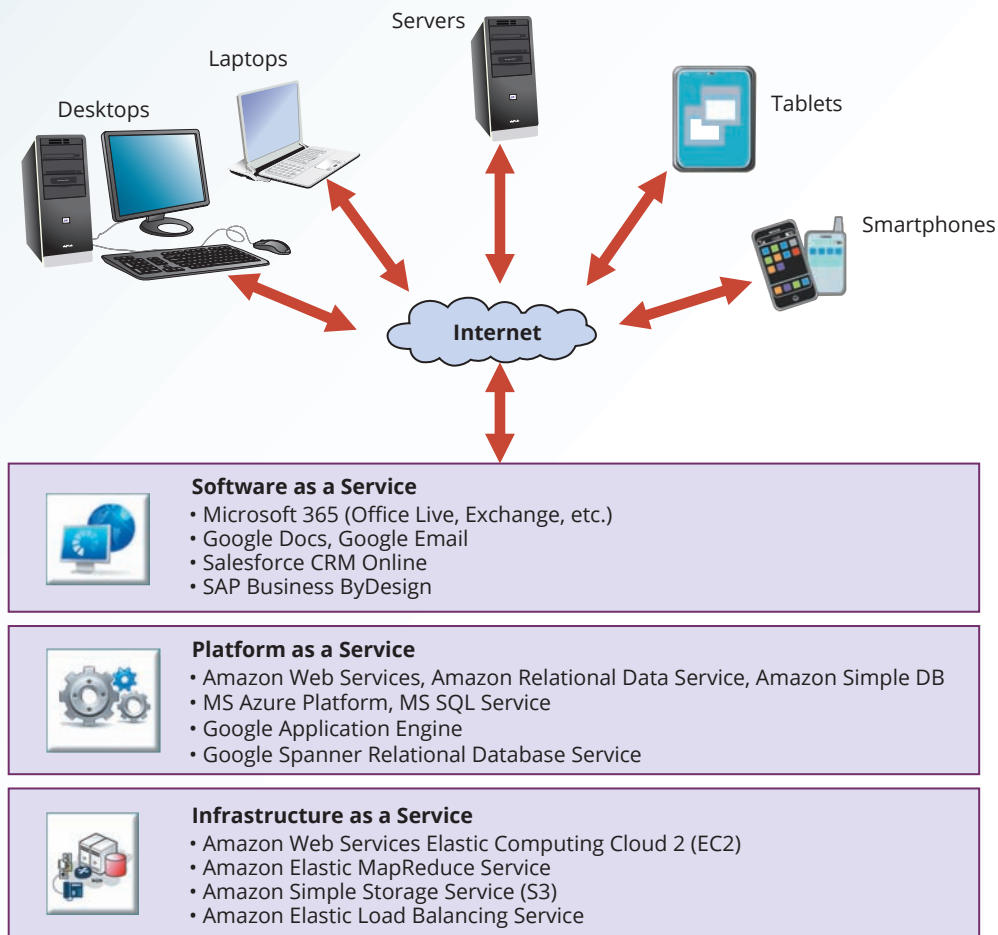 Servers
Laptops
Desktops
Tablets
Smartphones
Internet
Software as a Service
• Microsoft 365 (Office Live, Exchange, etc.)
• Google Docs, Google Email
• Salesforce CRM Online
• SAP Business ByDesign
Platform as a Service
• Amazon Web Services, Amazon Relational Data Service, Amazon Simple DB
• MS Azure Platform, MS SQL Service
• Google Application Engine
• Google Spanner Relational Database Service
Infrastructure as a Service
• Amazon Web Services Elastic Computing Cloud 2 (EC2)
• Amazon Elastic MapReduce Service
• Amazon Simple Storage Service (S3)
• Amazon Elastic Load Balancing Service